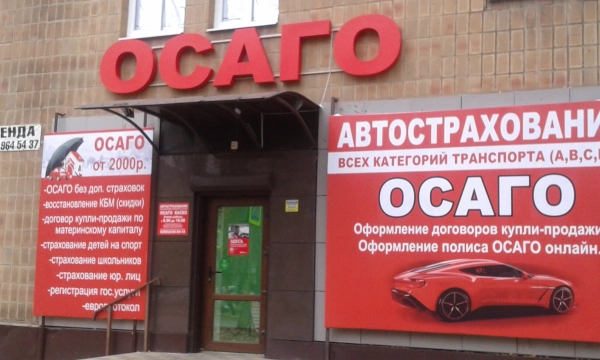 ОСАГО
ЕНДА
964 54 37
ОСАГО
от 2000р.
-ОСАГО без доп. страховок
-восстановление КБМ (скидки)
-договор купли-продажи по
материнскому капиталу
-страхование детей на спорт
-страхование школьников
-страхование юр. лиц
-регистрация гос.услуги
АВТОСТРАХОВАНИ
ВСЕХ КАТЕГОРИЙ ТРАНСПОРТА (A,B,C,
ОСАГО
Оформление договоров купли-продажи
Оформление полиса ОСАГО онлайн.